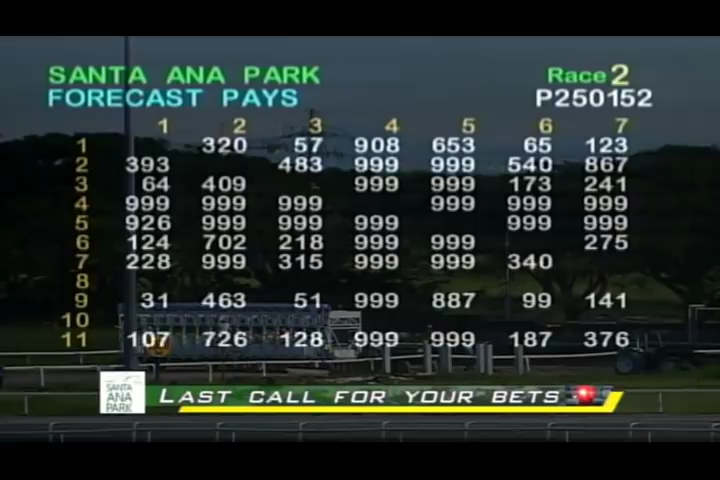 SANTA ANA PARK Race 2
FORECAST PAYS P250152
1 2 3 4 5 6 7
1 320 57 908 653 65 123
2 393 483 999 999 540 867
3 64 409 999 999 173 241
4 999 999 999 999 999 999
5 926 999 999 999 999 999
6 124 702 218 999 999 275
7 228 999 315 999 999 340
8
9 31 463 51 999 887 99 141
10
11 107 726 128 999 999 187 376
SANTA
ANA
PARK
LAST CALL FOR YOUR BETS